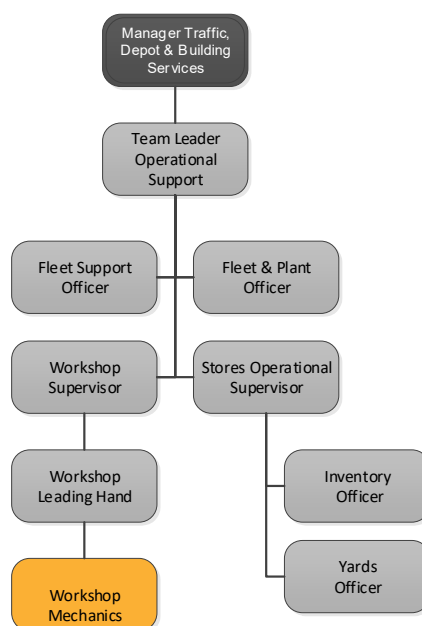 Manager Traffic,
Depot & Building
Services
Team Leader
Operational
Support
Fleet Support
Officer
Fleet & Plant
Officer
Workshop
Supervisor
Stores Operational
Supervisor
Workshop
Leading Hand
Inventory
Officer
Workshop
Mechanics
Yards
Officer